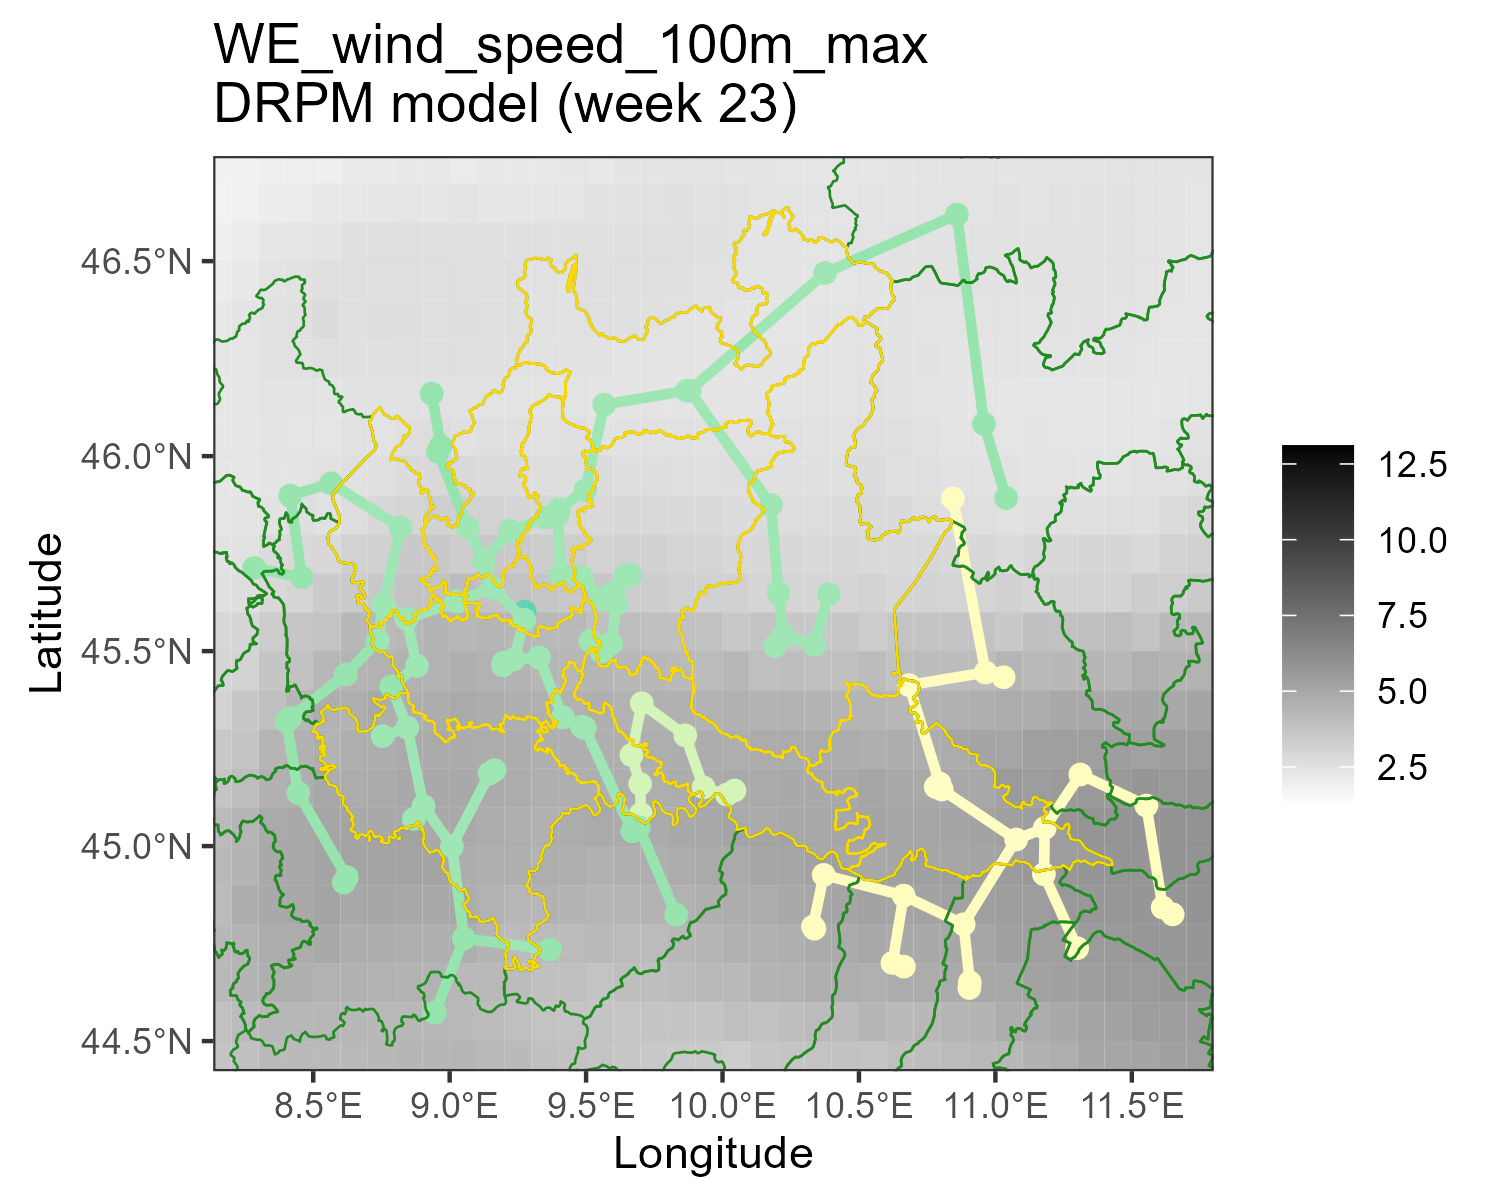 WE_wind_speed_100m_max
DRPM model (week 23)
46.5°N
46.0°N
45.5°N
45.0°N
44.5°N
Latitude
8.5°E 9.0°E 9.5°E 10.0°E 10.5°E 11.0°E 11.5°E
Longitude
12.5
10.0
7.5
5.0
2.5